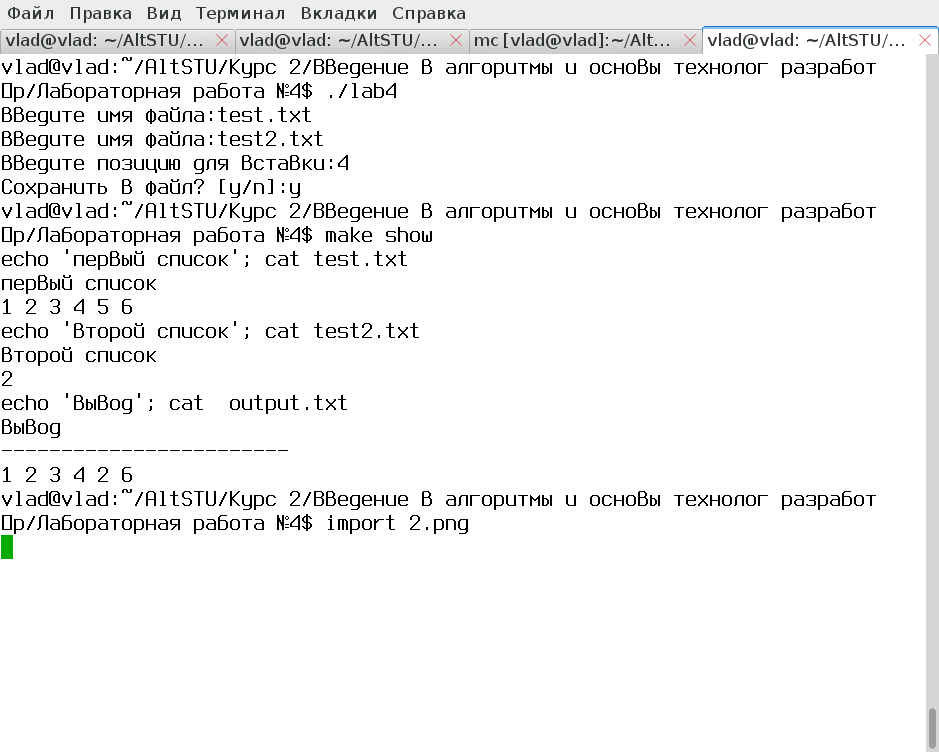 Файл Правка Вид Терминал Вкладки Справка
vlad@vlad: ~/AltSTU/... vlad@vlad: ~/AltSTU/... mc [vlad@vlad]:~/Alt... vlad@vlad: ~/AltSTU/...
vlad@vlad:~/AltSTU/Курс 2/Введение в алгоритмы и основы технолог разработ
Пр/Лабораторная работа №4$ ./lab4
Введите имя файла:test.txt
Введите имя файла:test2.txt
Введите позицию для вставки:4
Сохранить в файл? [y/n]:y
vlad@vlad:~/AltSTU/Курс 2/Введение в алгоритмы и основы технолог разработ
Пр/Лабораторная работа №4$ make show
echo 'первый список'; cat test.txt
первый список
1 2 3 4 5 6
echo 'Второй список'; cat test2.txt
Второй список
2
echo 'Вывод'; cat  output.txt
Вывод
------------------------
1 2 3 4 2 6
vlad@vlad:~/AltSTU/Курс 2/Введение в алгоритмы и основы технолог разработ
Пр/Лабораторная работа №4$ import 2.png